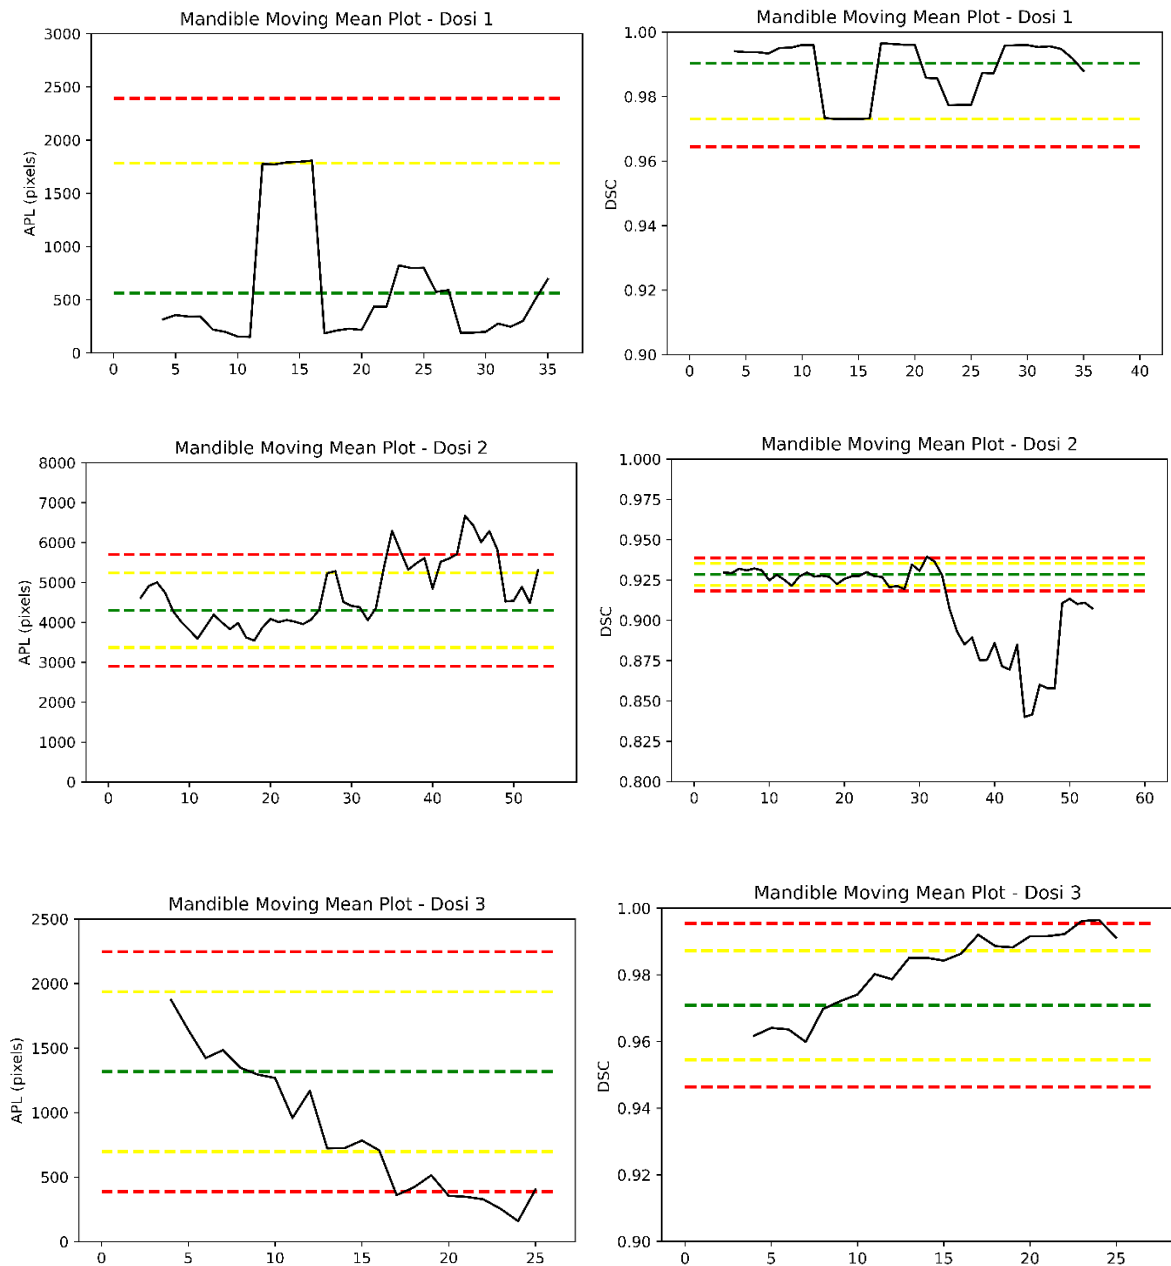 Mandible Moving Mean Plot - Dosi 1
3000
2500
2000
1500
1000
500
0
APL (pixels)
0 5 10 15 20 25 30 35
Mandible Moving Mean Plot - Dosi 1
1.00
0.98
0.96
0.94
0.92
0.90
DSC
0 5 10 15 20 25 30 35 40
Mandible Moving Mean Plot - Dosi 2
8000
7000
6000
5000
4000
3000
2000
1000
0
APL (pixels)
0 10 20 30 40 50
Mandible Moving Mean Plot - Dosi 2
1.000
0.975
0.950
0.925
0.900
0.875
0.850
0.825
0.800
DSC
0 10 20 30 40 50 60
Mandible Moving Mean Plot - Dosi 3
2500
2000
1500
1000
500
0
APL (pixels)
0 5 10 15 20 25
Mandible Moving Mean Plot - Dosi 3
1.00
0.98
0.96
0.94
0.92
0.90
DSC
0 5 10 15 20 25